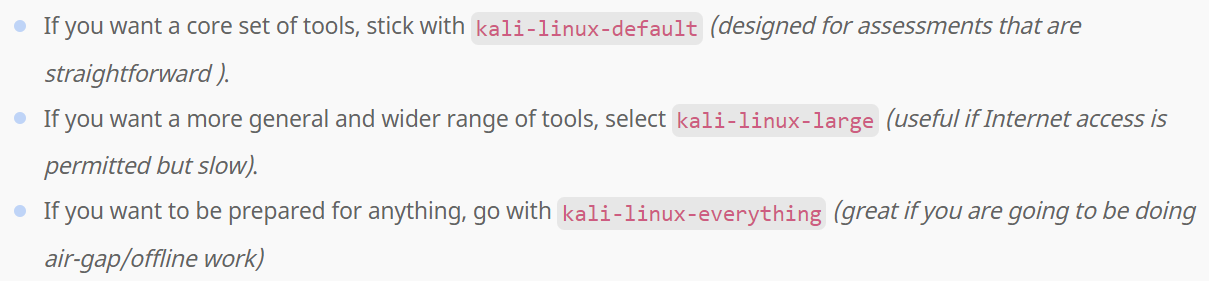 If you want a core set of tools, stick with kali-linux-default (designed for assessments that are
straightforward ).
If you want a more general and wider range of tools, select kali-linux-large (useful if Internet access is
permitted but slow).
If you want to be prepared for anything, go with kali-linux-everything (great if you are going to be doing
air-gap/offline work)